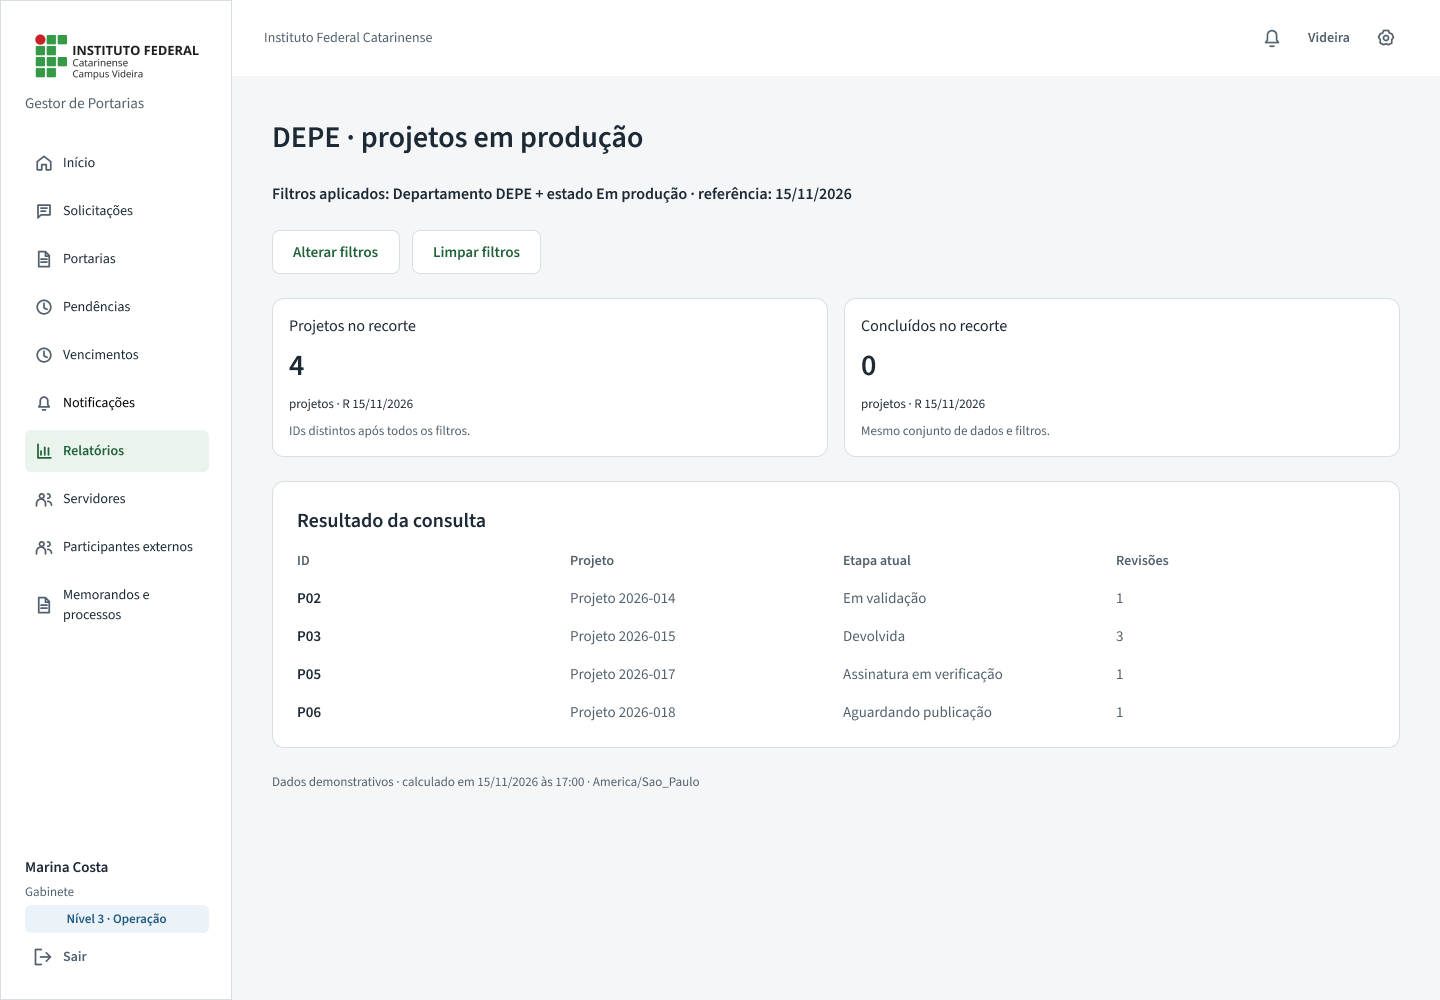 INSTITUTO FEDERAL
Catarinense
Campus Videira
Gestor de Portarias
Início
Solicitações
Portarias
Pendências
Vencimentos
Notificações
Relatórios
Servidores
Participantes externos
Memorandos e
processos
Marina Costa
Gabinete
Nível 3 · Operação
Sair
Instituto Federal Catarinense
Videira
DEPE · projetos em produção
Filtros aplicados: Departamento DEPE + estado Em produção · referência: 15/11/2026
Alterar filtros
Limpar filtros
Projetos no recorte
4
projetos · R 15/11/2026
IDs distintos após todos os filtros.
Concluídos no recorte
0
projetos · R 15/11/2026
Mesmo conjunto de dados e filtros.
Resultado da consulta
ID Projeto Etapa atual Revisões
P02 Projeto 2026-014 Em validação 1
P03 Projeto 2026-015 Devolvida 3
P05 Projeto 2026-017 Assinatura em verificação 1
P06 Projeto 2026-018 Aguardando publicação 1
Dados demonstrativos · calculado em 15/11/2026 às 17:00 · America/Sao_Paulo